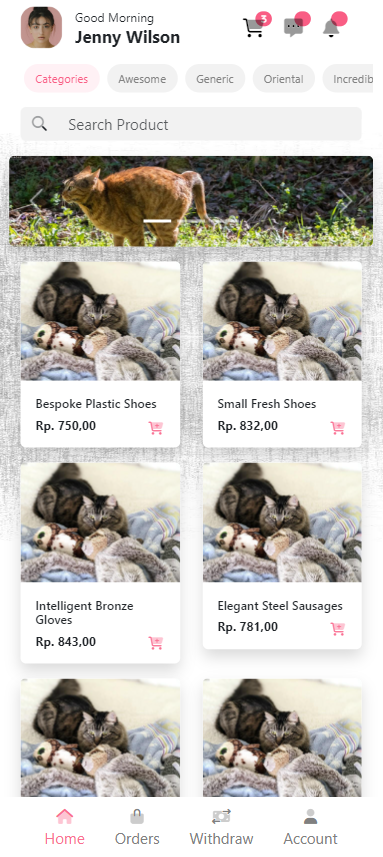 Good Morning
Jenny Wilson
3
Categories
Awesome
Generic
Oriental
Incredib
Search Product
Bespoke Plastic Shoes
Rp. 750,00
Small Fresh Shoes
Rp. 832,00
Intelligent Bronze
Gloves
Rp. 843,00
Elegant Steel Sausages
Rp. 781,00
Home
Orders
Withdraw
Account